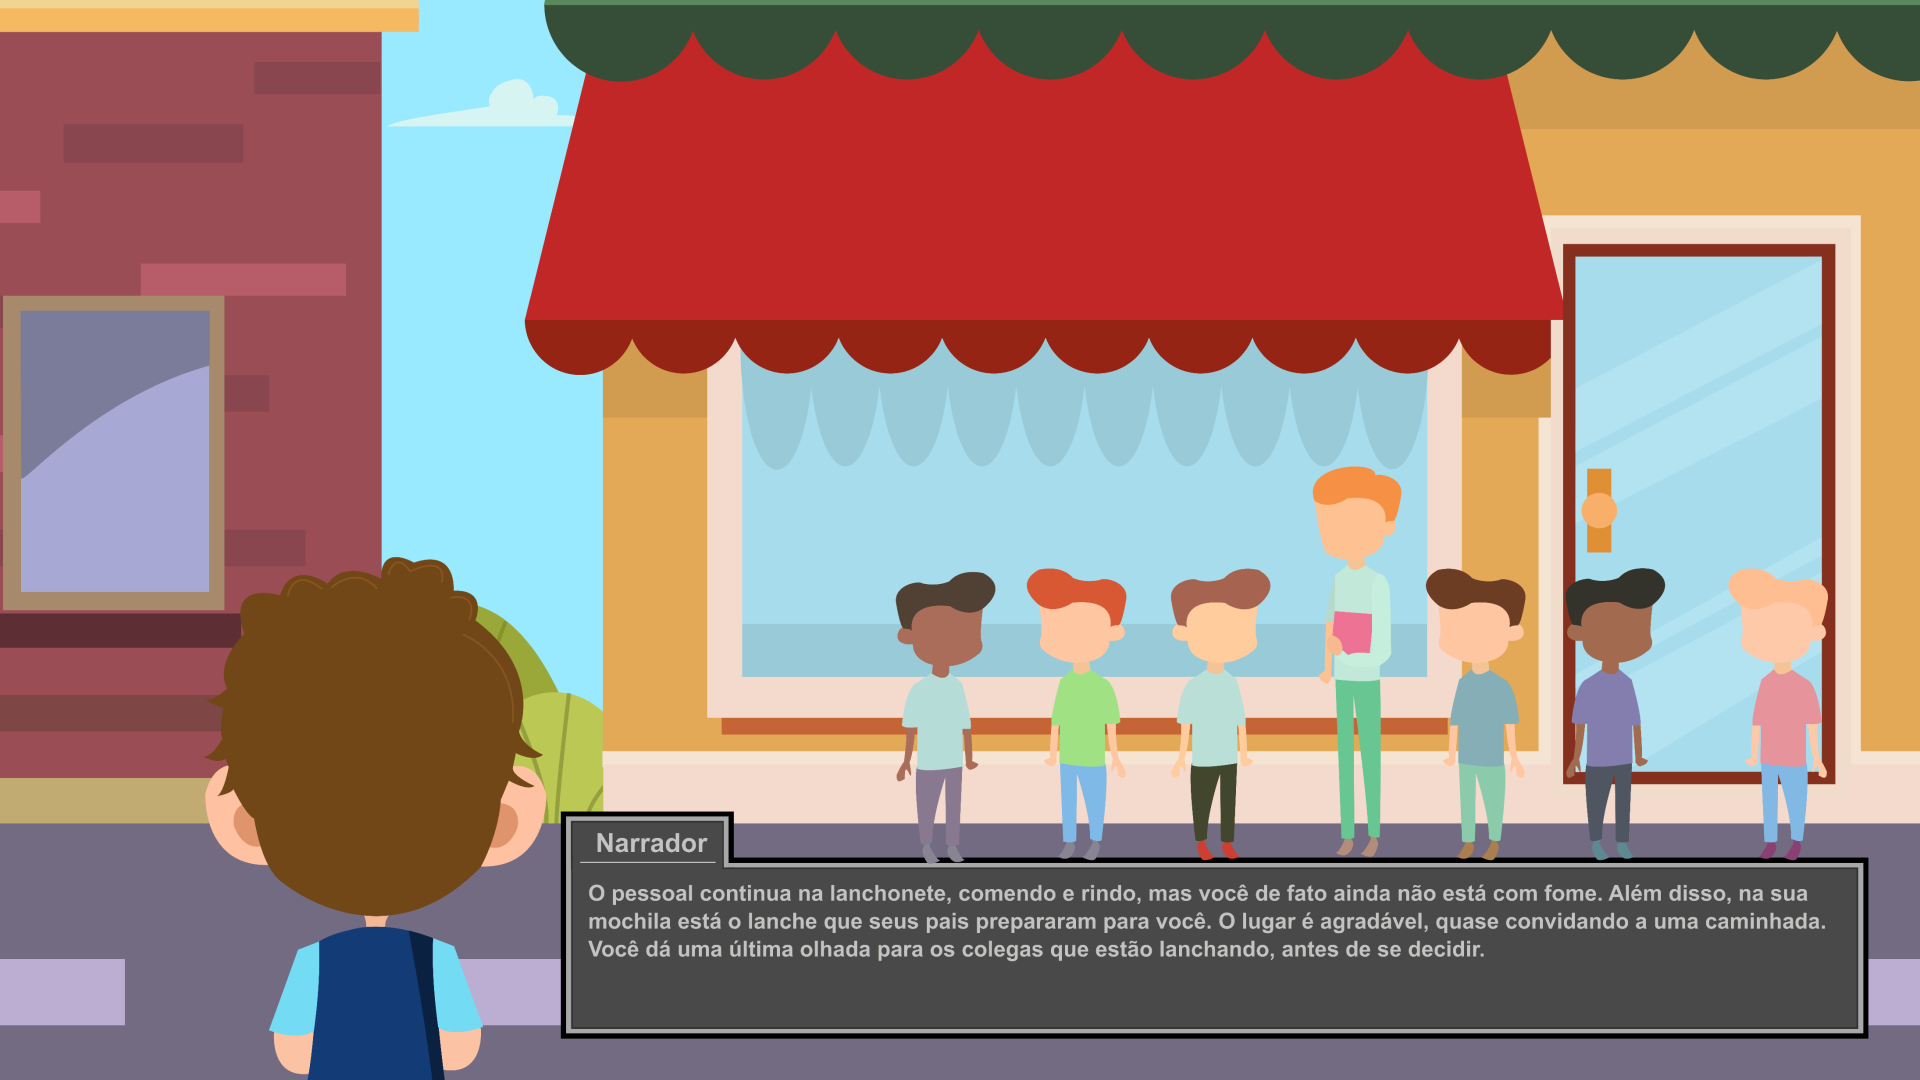 Narrador
O pessoal continua na lanchonete, comendo e rindo, mas você de fato ainda não está com fome. Além disso, na sua
mochila está o lanche que seus pais prepararam para você. O lugar é agradável, quase convidando a uma caminhada.
Você dá uma última olhada para os colegas que estão lanchando, antes de se decidir.